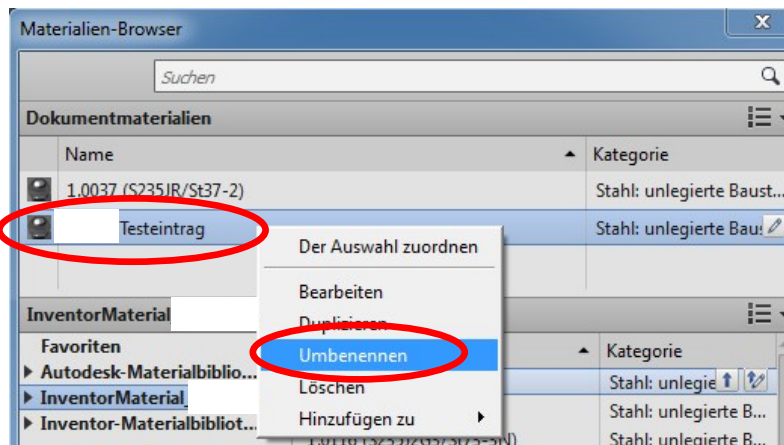 Materialien-Browser
Suchen
Dokumentmaterialien
Name Kategorie
1.0037 (S235JR/St37-2) Stahl: unlegierte Baust...
Testeintrag Stahl: unlegierte Baus
Der Auswahl zuordnen
Bearbeiten
Duplizieren
Umbenennen
Löschen
Hinzufügen zu
InventorMaterial
Favoriten Kategorie
Autodesk-Materialbiblio... Stahl: unlegie
InventorMaterial_ Stahl: unlegierte B...
Inventor-Materialbibliot... Stahl: unlegierte B...